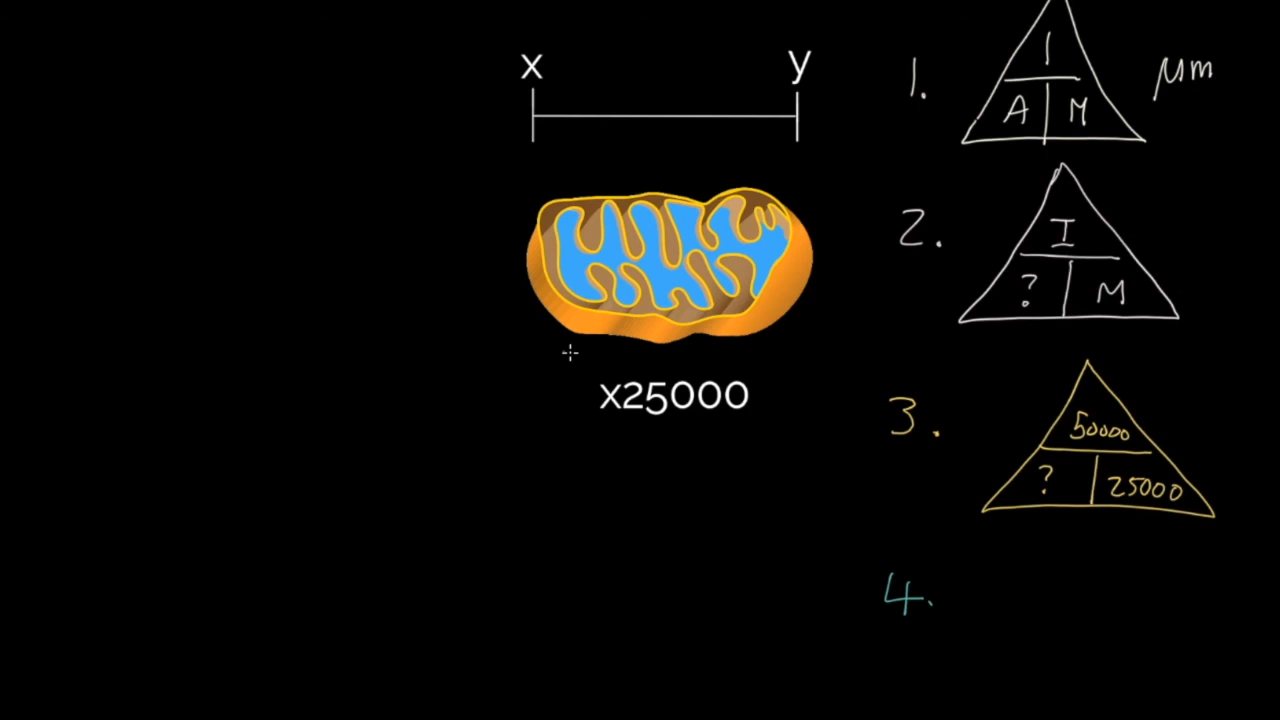 x y
x25000
1.
I
A M
µm
2.
I
? M
3.
50000
? 25000
4.